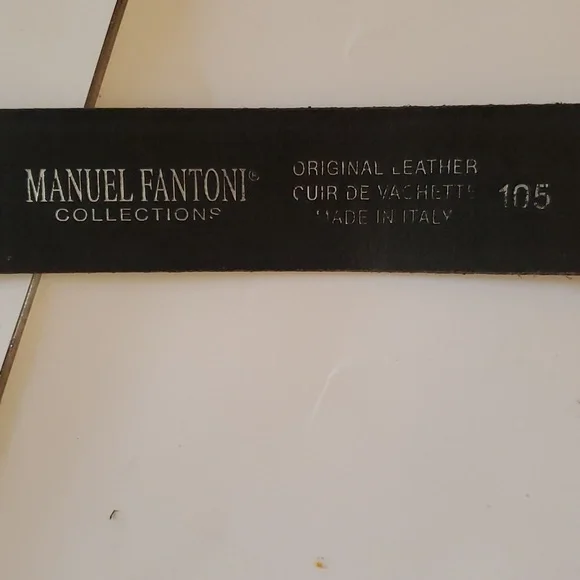 MANUEL FANTONI®
COLLECTIONS
ORIGINAL LEATHER
CUIR DE VACHETTE
MADE IN ITALY
105